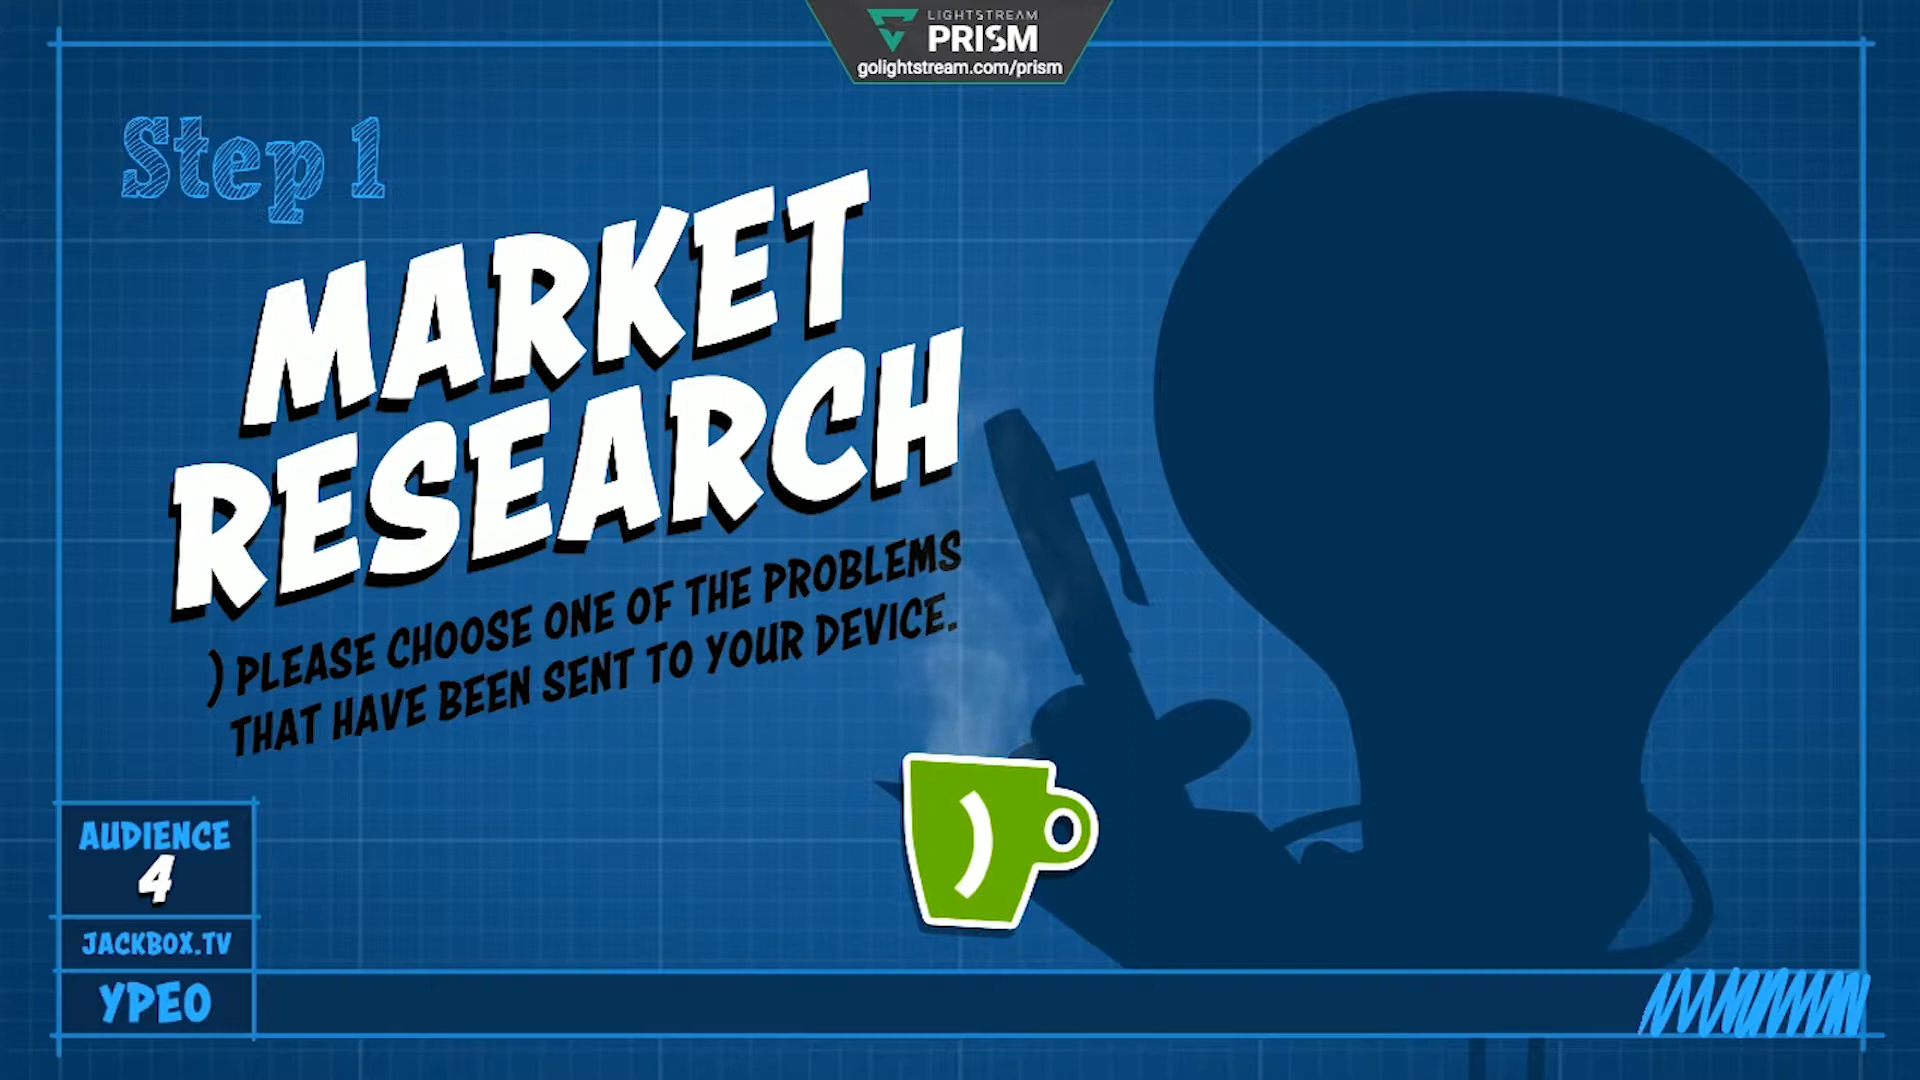 LIGHTSTREAM
PRISM
golightstream.com/prism
Step 1
MARKET
RESEARCH
) PLEASE CHOOSE ONE OF THE PROBLEMS
THAT HAVE BEEN SENT TO YOUR DEVICE.
)
AUDIENCE
4
JACKBOX.TV
YPEO